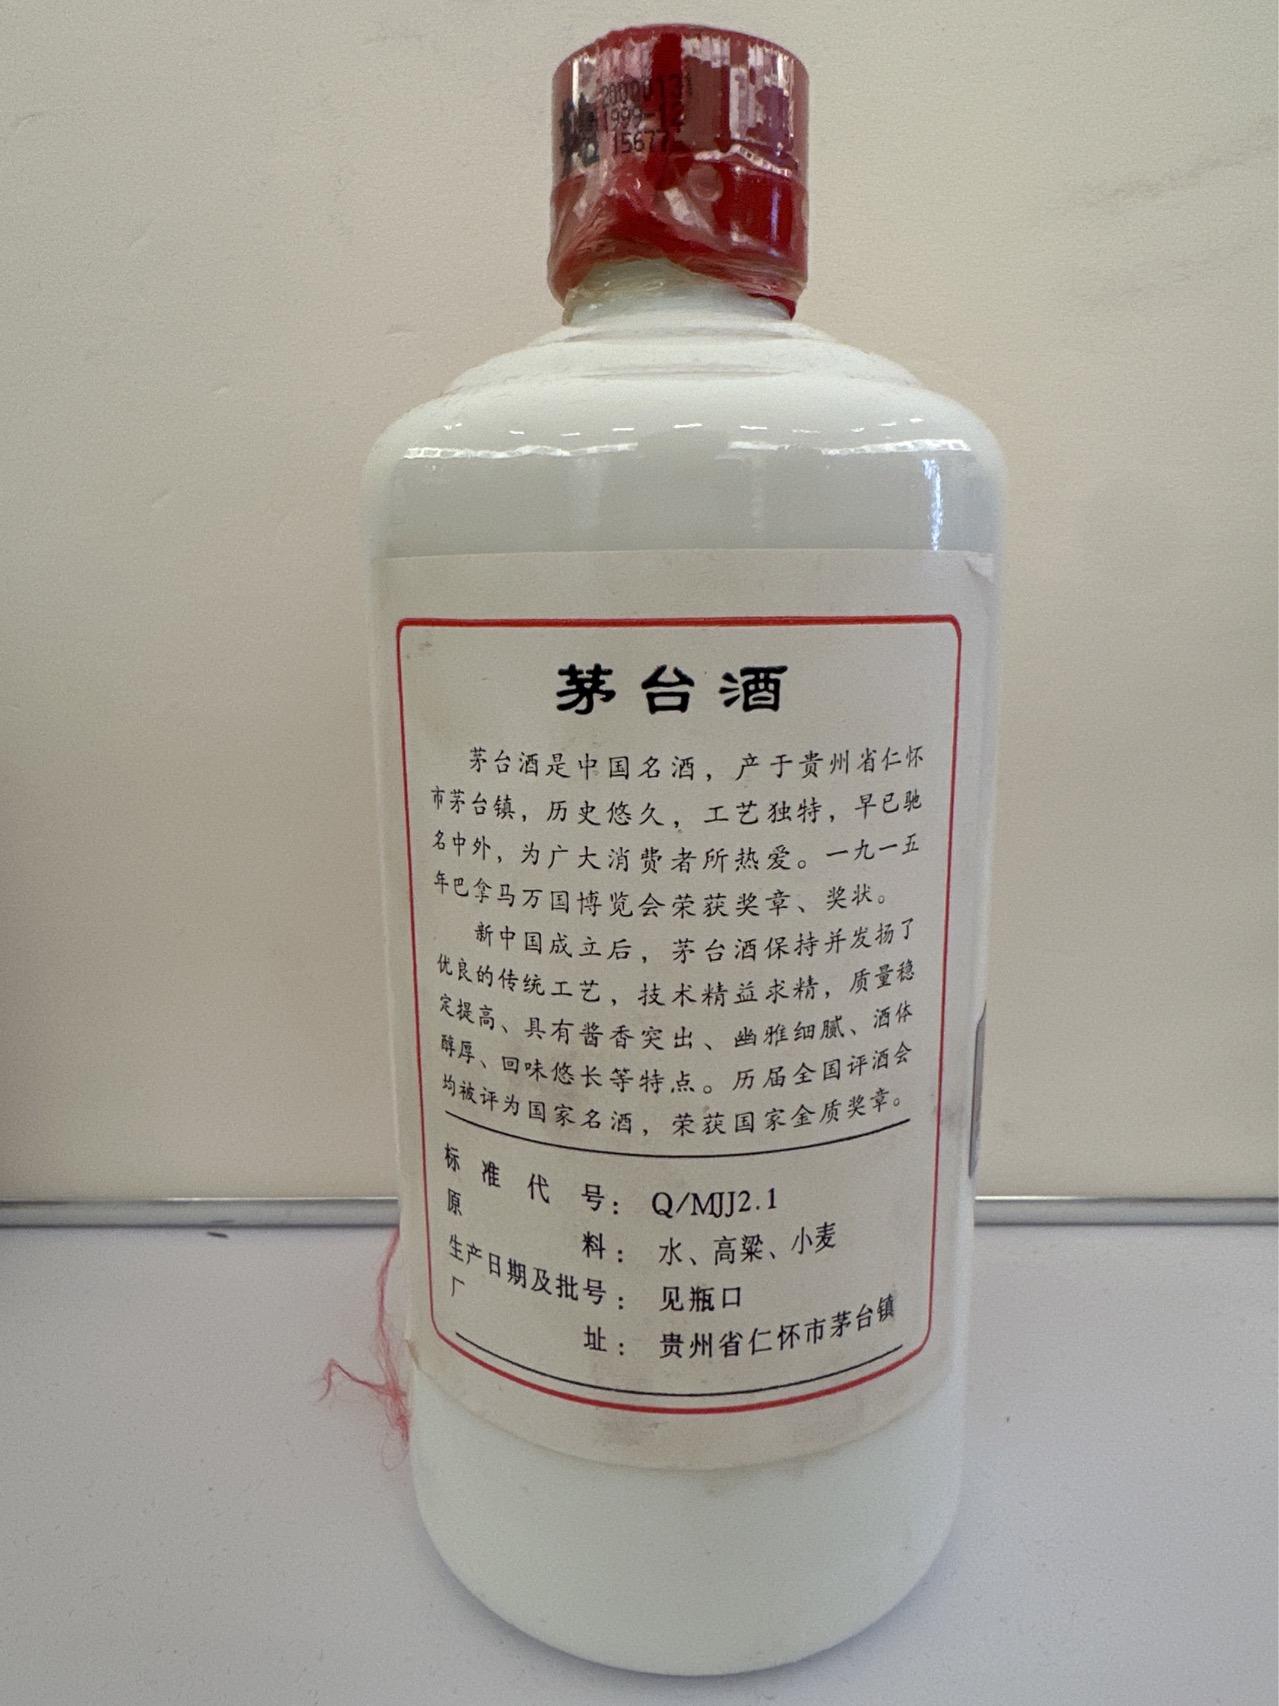 20000131
1999-12
15677
茅台酒
茅台酒是中国名酒，产于贵州省仁怀
市茅台镇，历史悠久，工艺独特，早已驰
名中外，为广大消费者所热爱。一九一五
年巴拿马万国博览会荣获奖章、奖状。
新中国成立后，茅台酒保持并发扬了
优良的传统工艺，技术精益求精，质量稳
定提高、具有酱香突出、幽雅细腻、酒体
醇厚、回味悠长等特点。历届全国评酒会
均被评为国家名酒，荣获国家金质奖章。
标准代号：Q/MJJ2.1
原料：水、高粱、小麦
生产日期及批号：见瓶口
厂址：贵州省仁怀市茅台镇